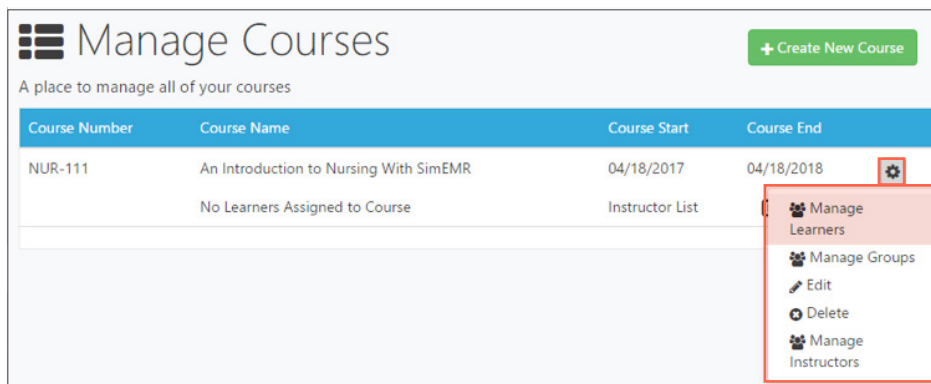 Manage Courses
+ Create New Course
A place to manage all of your courses
Course Number Course Name Course Start Course End
NUR-111 An Introduction to Nursing With SimEMR 04/18/2017 04/18/2018
No Learners Assigned to Course Instructor List
Manage
Learners
Manage Groups
Edit
Delete
Manage
Instructors